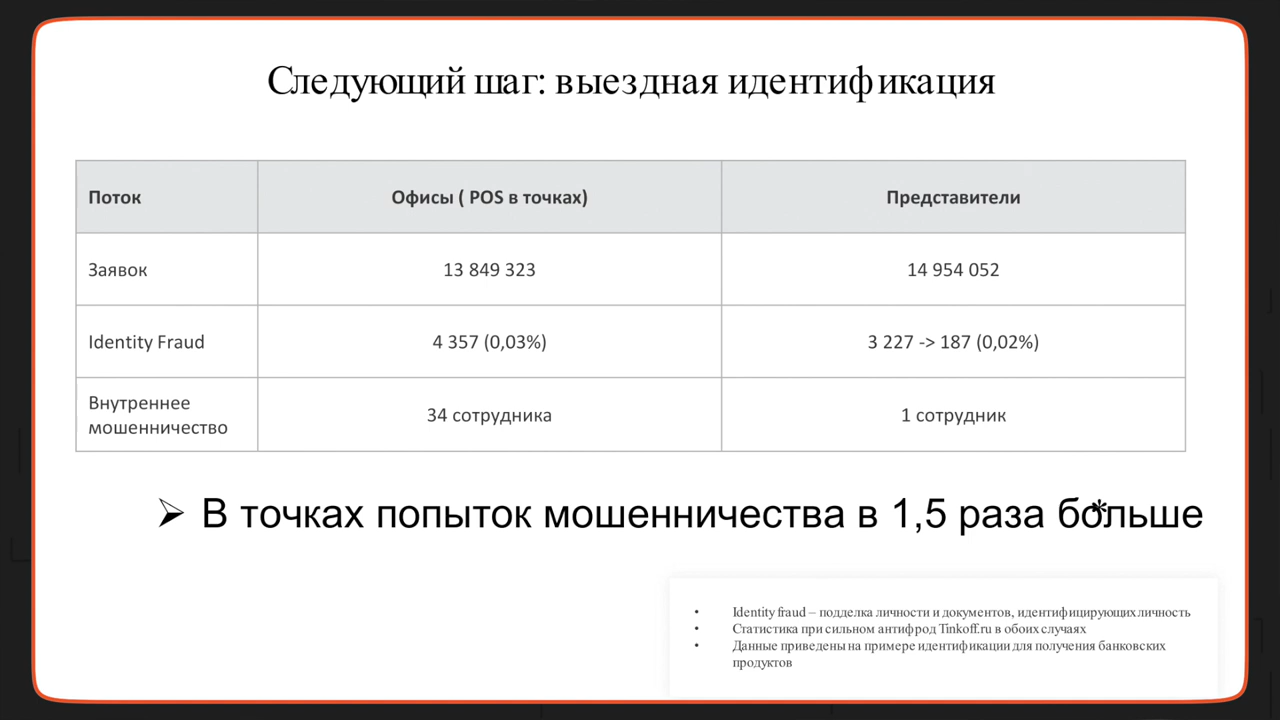 Следующий шаг: выездная идентификация
Поток
Офисы ( POS в точках)
Представители
Заявок
13 849 323
14 954 052
Identity Fraud
4 357 (0,03%)
3 227 -> 187 (0,02%)
Внутреннее
мошенничество
34 сотрудника
1 сотрудник
➢ В точках попыток мошенничества в 1,5 раза больше
*
• Identity fraud – подделка личности и документов, идентифицирующих личность
• Статистика при сильном антифрод Tinkoff.ru в обоих случаях
• Данные приведены на примере идентификации для получения банковских
продуктов